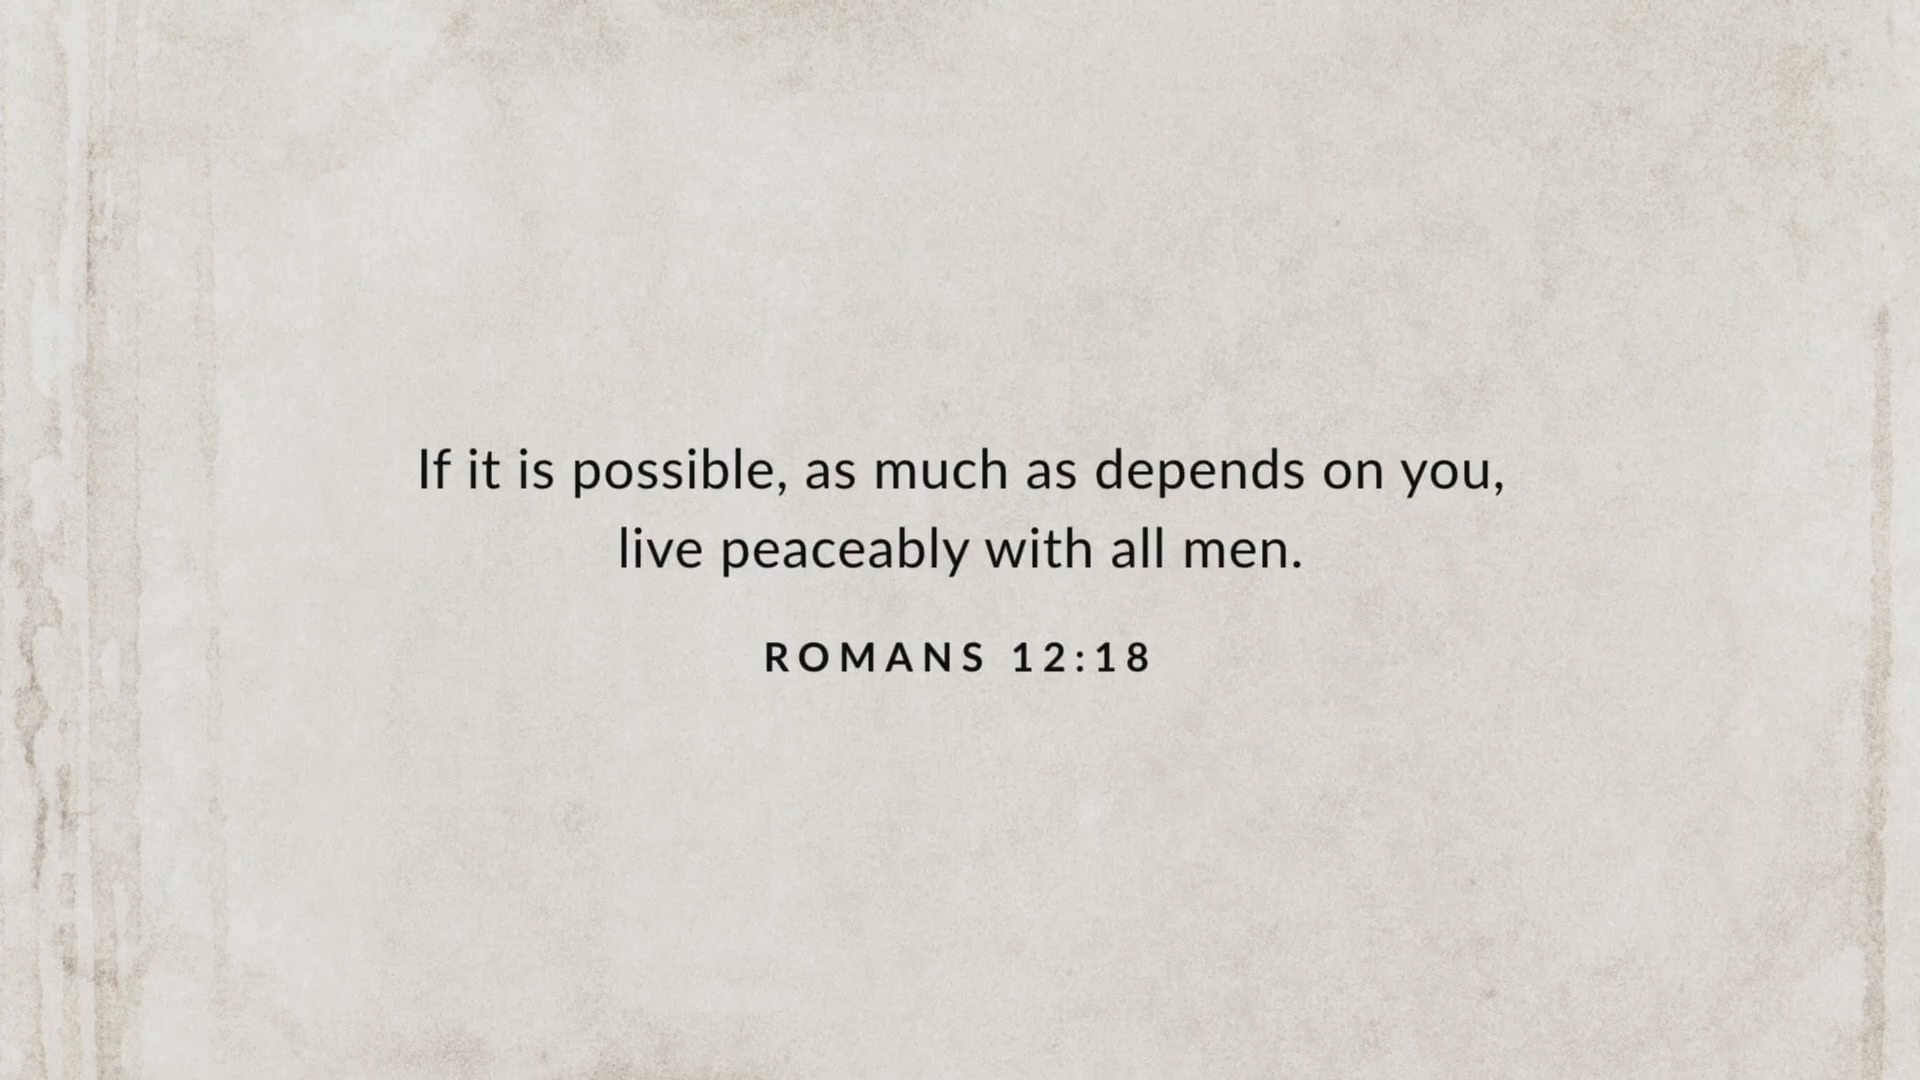 If it is possible, as much as depends on you,
live peaceably with all men.
ROMANS 12:18